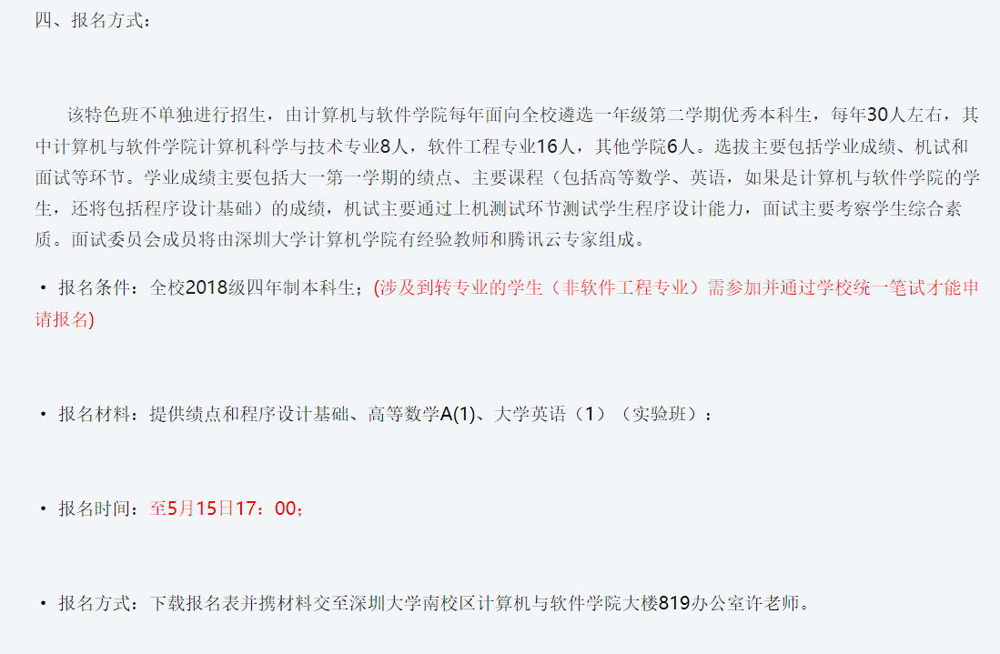 四、报名方式：
该特色班不单独进行招生，由计算机与软件学院每年面向全校遴选一年级第二学期优秀本科生，每年30人左右，其
中计算机与软件学院计算机科学与技术专业8人，软件工程专业16人，其他学院6人。选拔主要包括学业成绩、机试和
面试等环节。学业成绩主要包括大一第一学期的绩点、主要课程（包括高等数学、英语，如果是计算机与软件学院的学
生，还将包括程序设计基础）的成绩，机试主要通过上机测试环节测试学生程序设计能力，面试主要考察学生综合素
质。面试委员会成员将由深圳大学计算机学院有经验教师和腾讯云专家组成。
· 报名条件：全校2018级四年制本科生；(涉及到转专业的学生（非软件工程专业）需参加并通过学校统一笔试才能申
请报名)
· 报名材料：提供绩点和程序设计基础、高等数学A(1)、大学英语（1）（实验班）：
· 报名时间：至5月15日17：00；
· 报名方式：下载报名表并携材料交至深圳大学南校区计算机与软件学院大楼819办公室许老师。